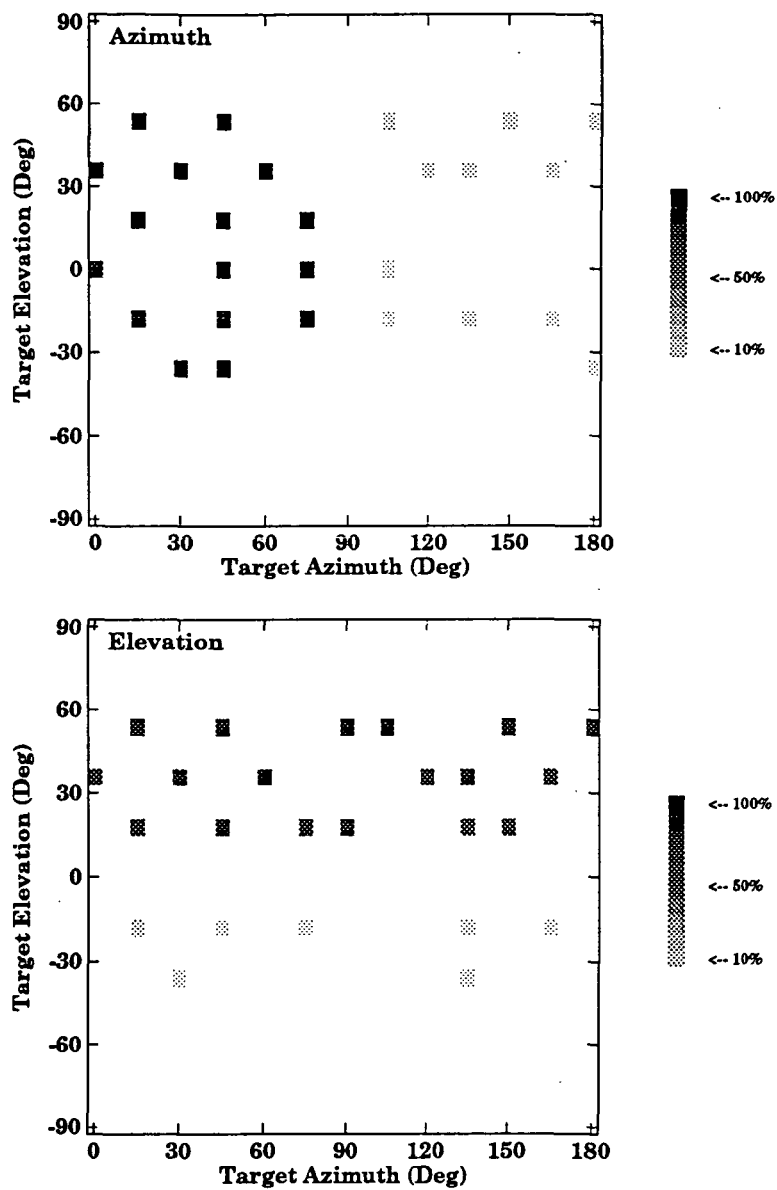 90
Azimuth
60
30
0
-30
-60
-90
Target Elevation (Deg)
0 30 60 90 120 150 180
Target Azimuth (Deg)
<-- 100%
<-- 50%
<-- 10%
90
Elevation
60
30
0
-30
-60
-90
Target Elevation (Deg)
0 30 60 90 120 150 180
Target Azimuth (Deg)
<-- 100%
<-- 50%
<-- 10%